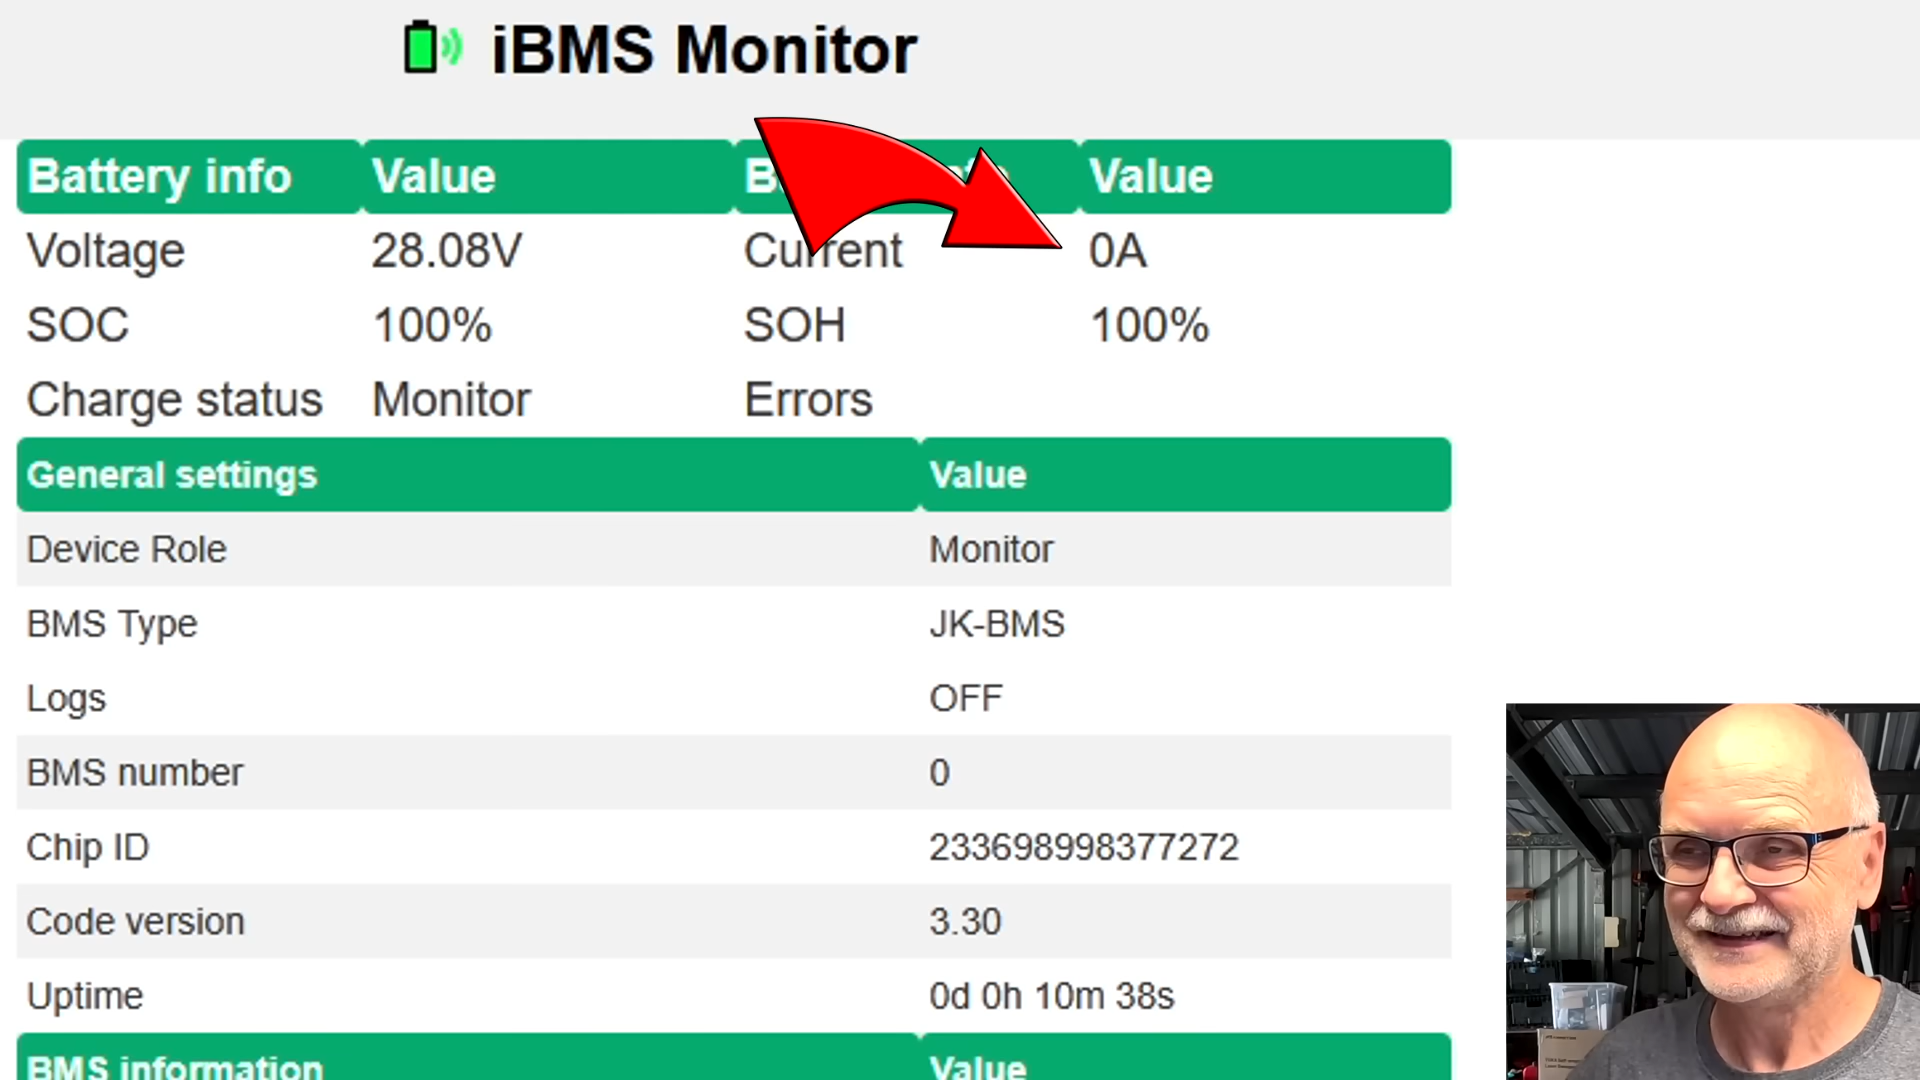 iBMS Monitor
Battery info Value B Value
Voltage 28.08V Current 0A
SOC 100% SOH 100%
Charge status Monitor Errors
General settings Value
Device Role Monitor
BMS Type JK-BMS
Logs OFF
BMS number 0
Chip ID 233698998377272
Code version 3.30
Uptime 0d 0h 10m 38s
BMS information Value